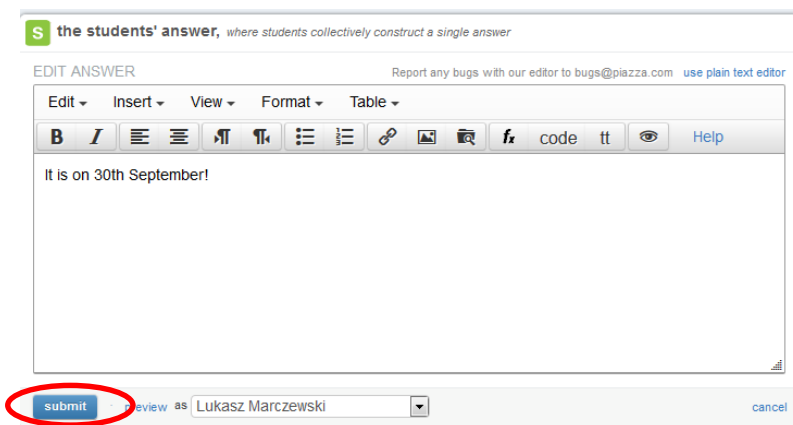 S the students' answer, where students collectively construct a single answer
EDIT ANSWER Report any bugs with our editor to bugs@piazza.com use plain text editor
Edit Insert View Format Table
B I fx code tt Help
It is on 30th September!
submit preview as Lukasz Marczewski cancel